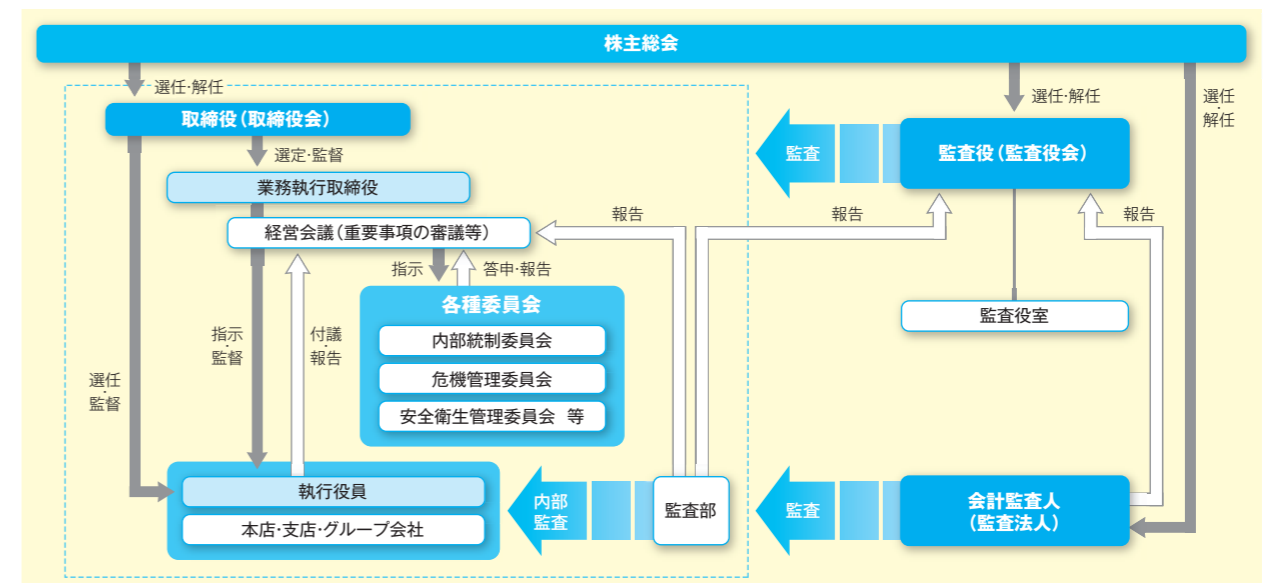 株主総会
選任・解任
選任・解任
選任・解任
取締役（取締役会）
監査
監査役（監査役会）
選定・監督
業務執行取締役
報告
報告
報告
経営会議（重要事項の審議等）
指示
答申・報告
各種委員会
監査役室
内部統制委員会
指示・監督
付議・報告
危機管理委員会
選任・監督
安全衛生管理委員会 等
執行役員
本店・支店・グループ会社
内部
監査
監査部
監査
会計監査人
（監査法人）